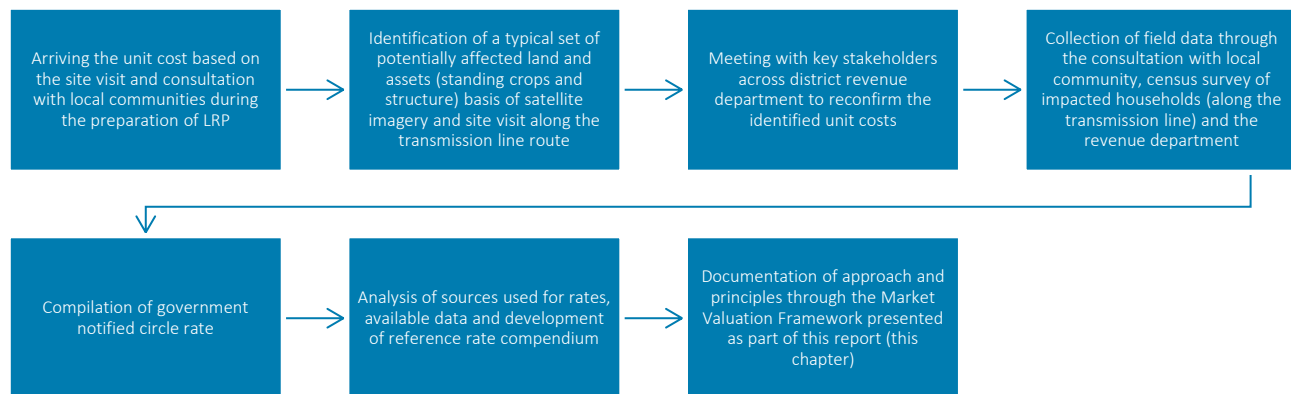 Arriving the unit cost based on
the site visit and consultation
with local communities during
the preparation of LRP
Identification of a typical set of
potentially affected land and
assets (standing crops and
structure) basis of satellite
imagery and site visit along the
transmission line route
Meeting with key stakeholders
across district revenue
department to reconfirm the
identified unit costs
Collection of field data through
the consultation with local
community, census survey of
impacted households (along the
transmission line) and the
revenue department
Compilation of government
notified circle rate
Analysis of sources used for rates,
available data and development
of reference rate compendium
Documentation of approach and
principles through the Market
Valuation Framework presented
as part of this report (this
chapter)